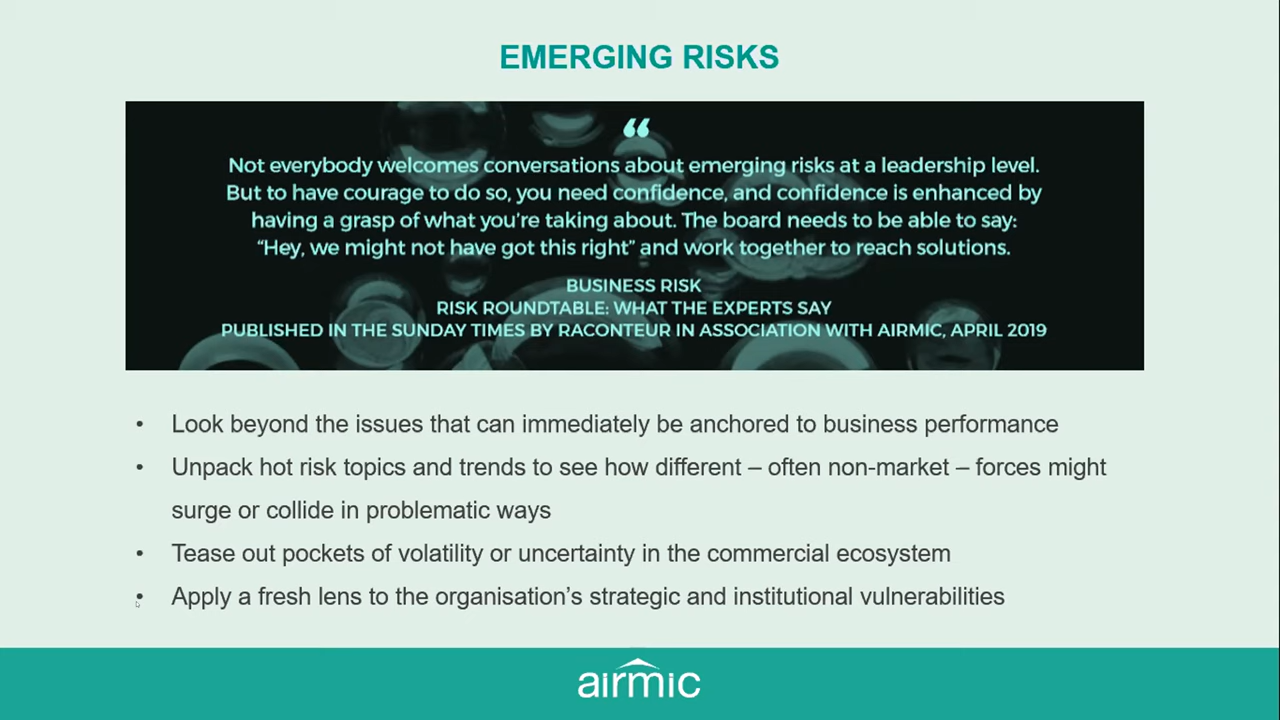 EMERGING RISKS
“
Not everybody welcomes conversations about emerging risks at a leadership level.
But to have courage to do so, you need confidence, and confidence is enhanced by
having a grasp of what you’re taking about. The board needs to be able to say:
“Hey, we might not have got this right” and work together to reach solutions.
BUSINESS RISK
RISK ROUNDTABLE: WHAT THE EXPERTS SAY
PUBLISHED IN THE SUNDAY TIMES BY RACONTEUR IN ASSOCIATION WITH AIRMIC, APRIL 2019
• Look beyond the issues that can immediately be anchored to business performance
• Unpack hot risk topics and trends to see how different – often non-market – forces might
surge or collide in problematic ways
• Tease out pockets of volatility or uncertainty in the commercial ecosystem
• Apply a fresh lens to the organisation’s strategic and institutional vulnerabilities
airmic